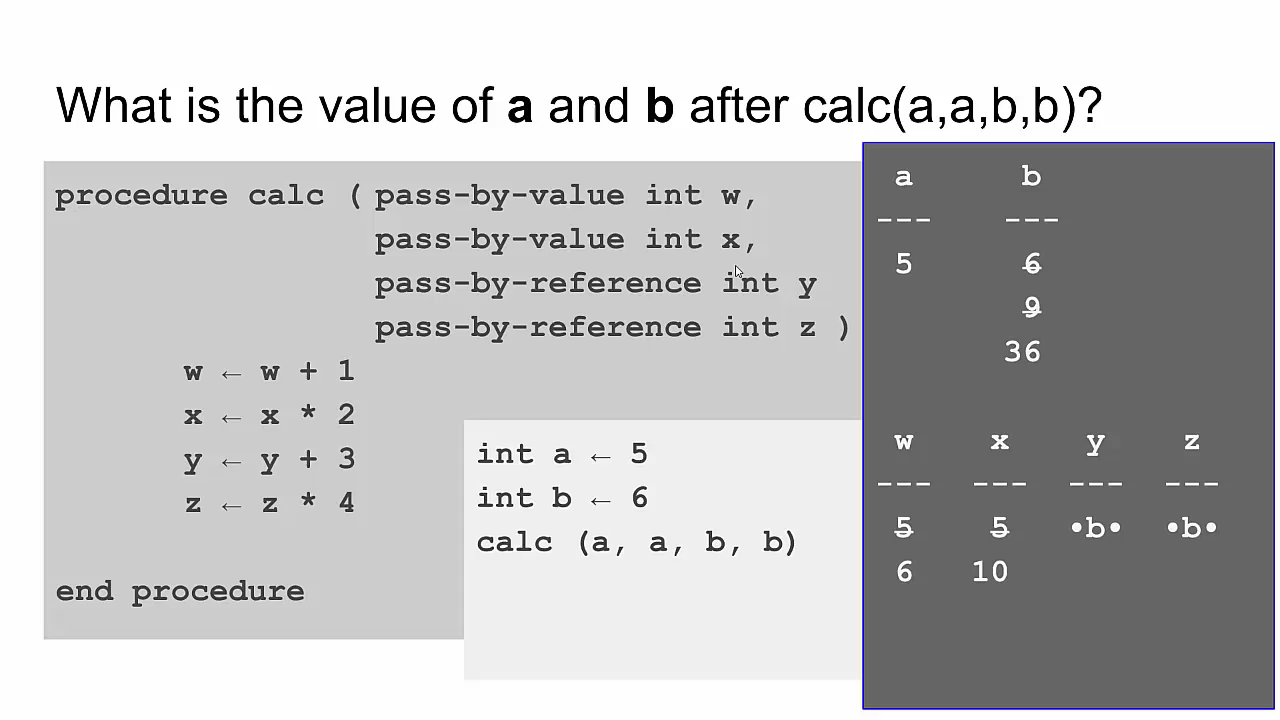 What is the value of a and b after calc(a,a,b,b)?
procedure calc ( pass-by-value int w,
pass-by-value int x,
pass-by-reference int y
pass-by-reference int z )
w ← w + 1
x ← x * 2
y ← y + 3
z ← z * 4
end procedure
int a ← 5
int b ← 6
calc (a, a, b, b)
a b
--- ---
5 6
9
36
w x y z
--- --- --- ---
5 5 •b• •b•
6 10